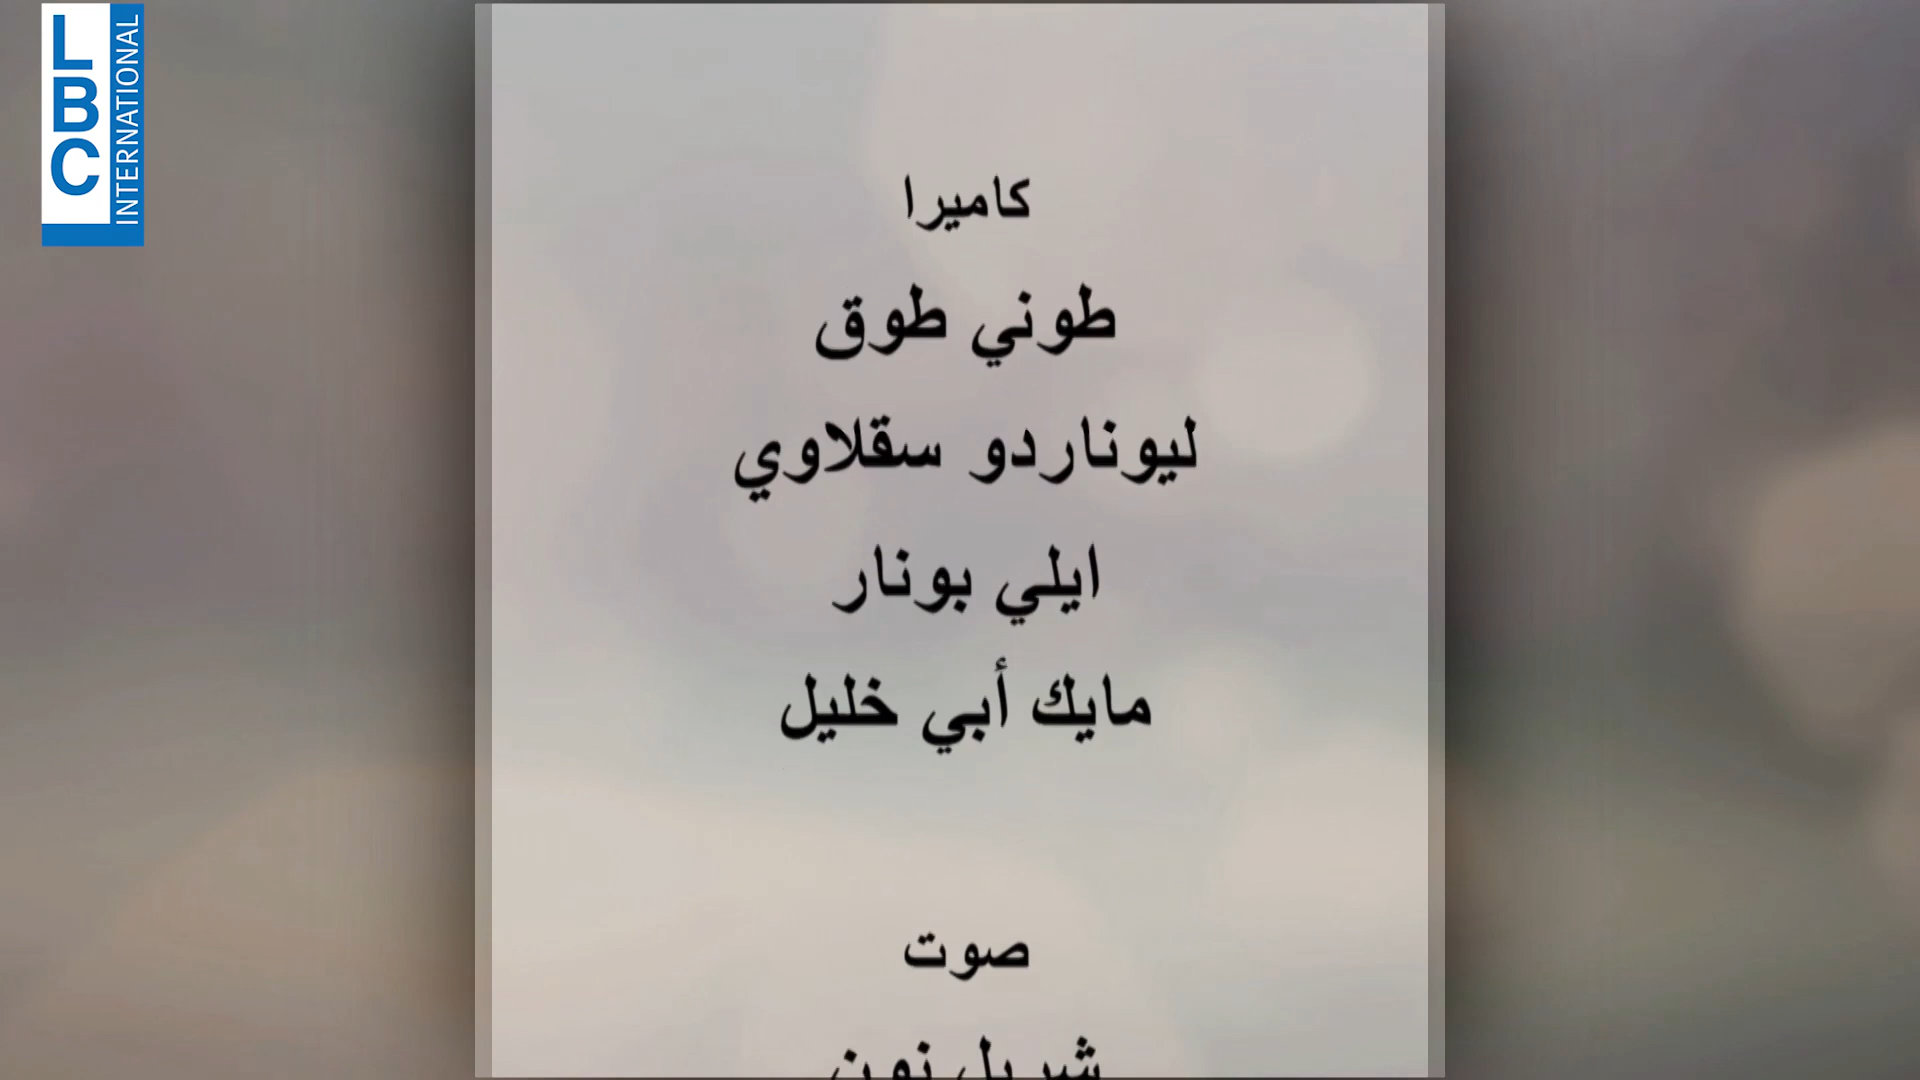 LBC
INTERNATIONAL
كاميرا
طوني طوق
ليوناردو سقلاوي
ايلي بونار
مايك أبي خليل
صوت